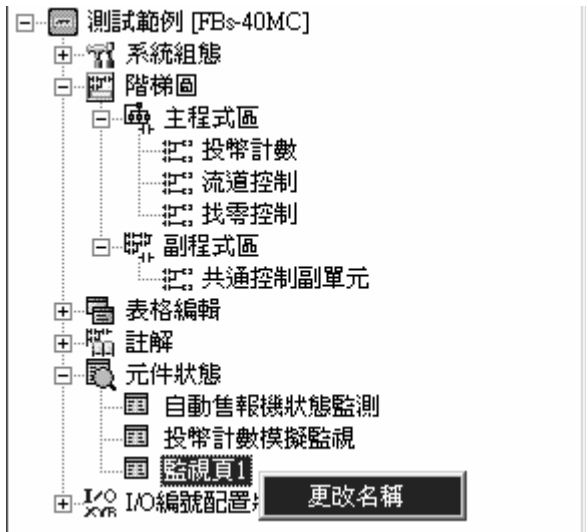 測試範例 [FBs-40MC]
系統組態
階梯圖
主程式區
投幣計數
流道控制
找零控制
副程式區
共通控制副單元
表格編輯
註解
元件狀態
自動售報機狀態監測
投幣計數模擬監視
監視頁1
更改名稱
I/O編號配置